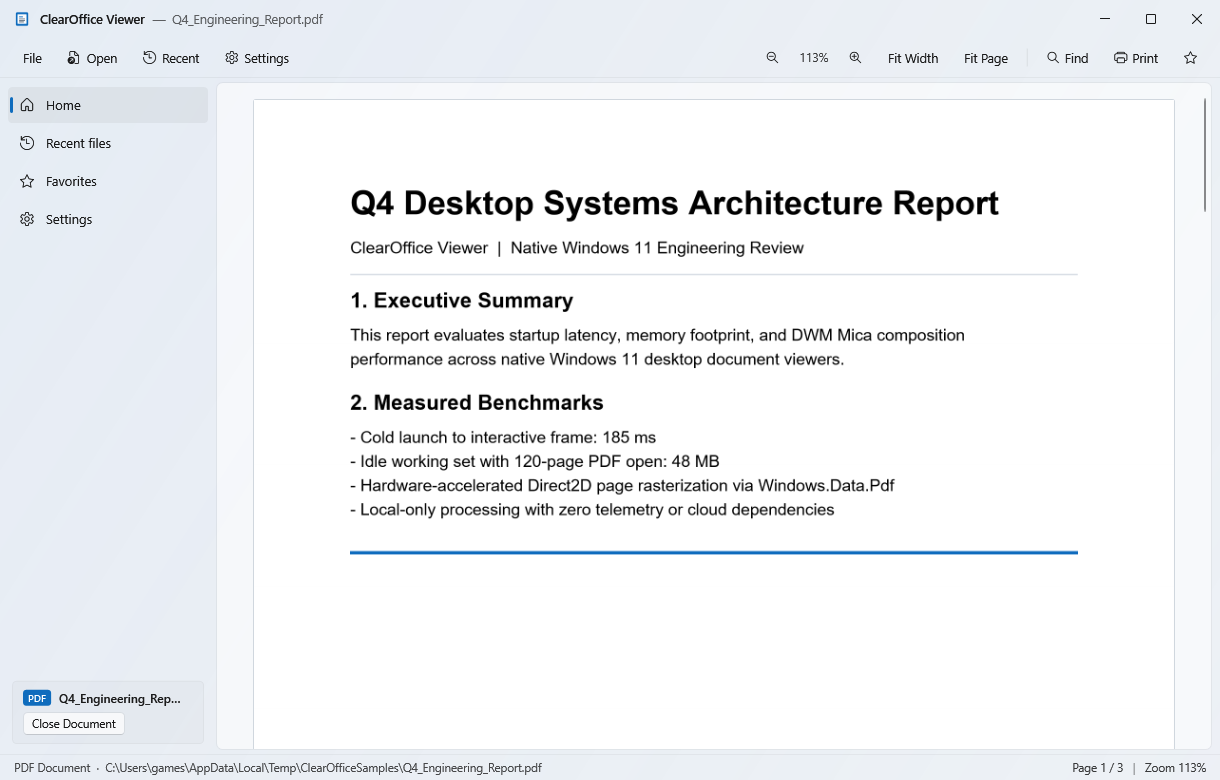 ClearOffice Viewer — Q4_Engineering_Report.pdf
File Open Recent Settings 113% Fit Width Fit Page Find Print
Home
Recent files
Favorites
Settings
Q4 Desktop Systems Architecture Report
ClearOffice Viewer | Native Windows 11 Engineering Review
1. Executive Summary
This report evaluates startup latency, memory footprint, and DWM Mica composition
performance across native Windows 11 desktop document viewers.
2. Measured Benchmarks
- Cold launch to interactive frame: 185 ms
- Idle working set with 120-page PDF open: 48 MB
- Hardware-accelerated Direct2D page rasterization via Windows.Data.Pdf
- Local-only processing with zero telemetry or cloud dependencies
PDF Q4_Engineering_Rep...
Close Document
PDF Document · C:\Users\games\AppData\Local\Temp\ClearOfficeSamples\Q4_Engineering_Report.pdf Page 1 / 3 | Zoom 113%